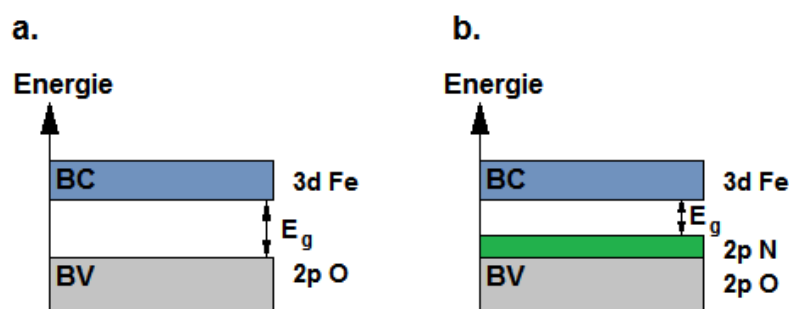 a.
Energie
BC
3d Fe
Eg
BV
2p O
b.
Energie
BC
3d Fe
Eg
2p N
BV
2p O